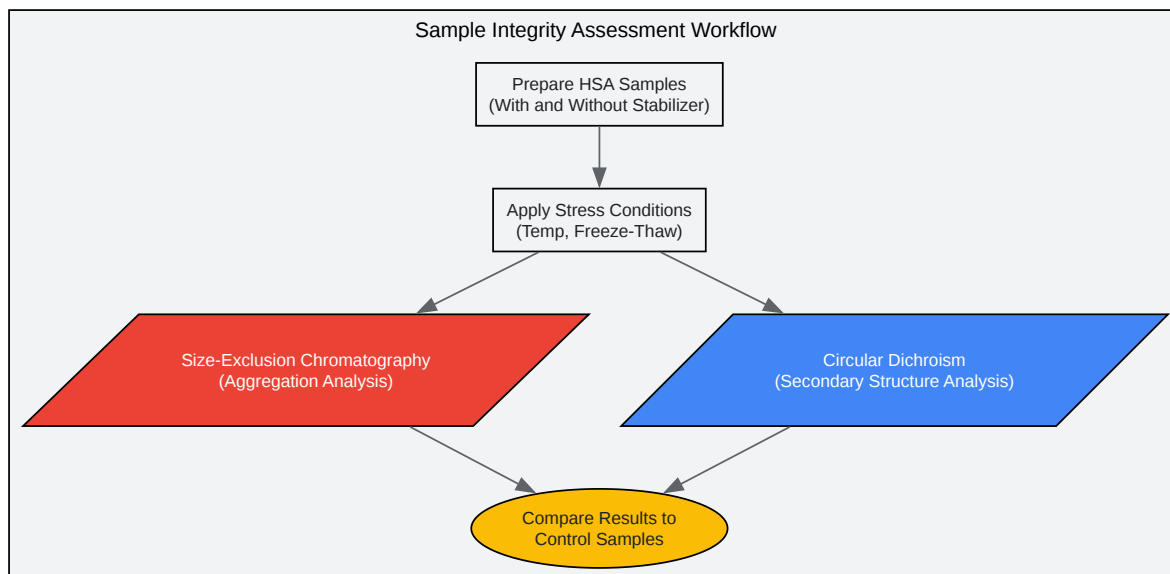 Sample Integrity Assessment Workflow
Prepare HSA Samples
(With and Without Stabilizer)
Apply Stress Conditions
(Temp, Freeze-Thaw)
Size-Exclusion Chromatography
(Aggregation Analysis)
Circular Dichroism
(Secondary Structure Analysis)
Compare Results to
Control Samples